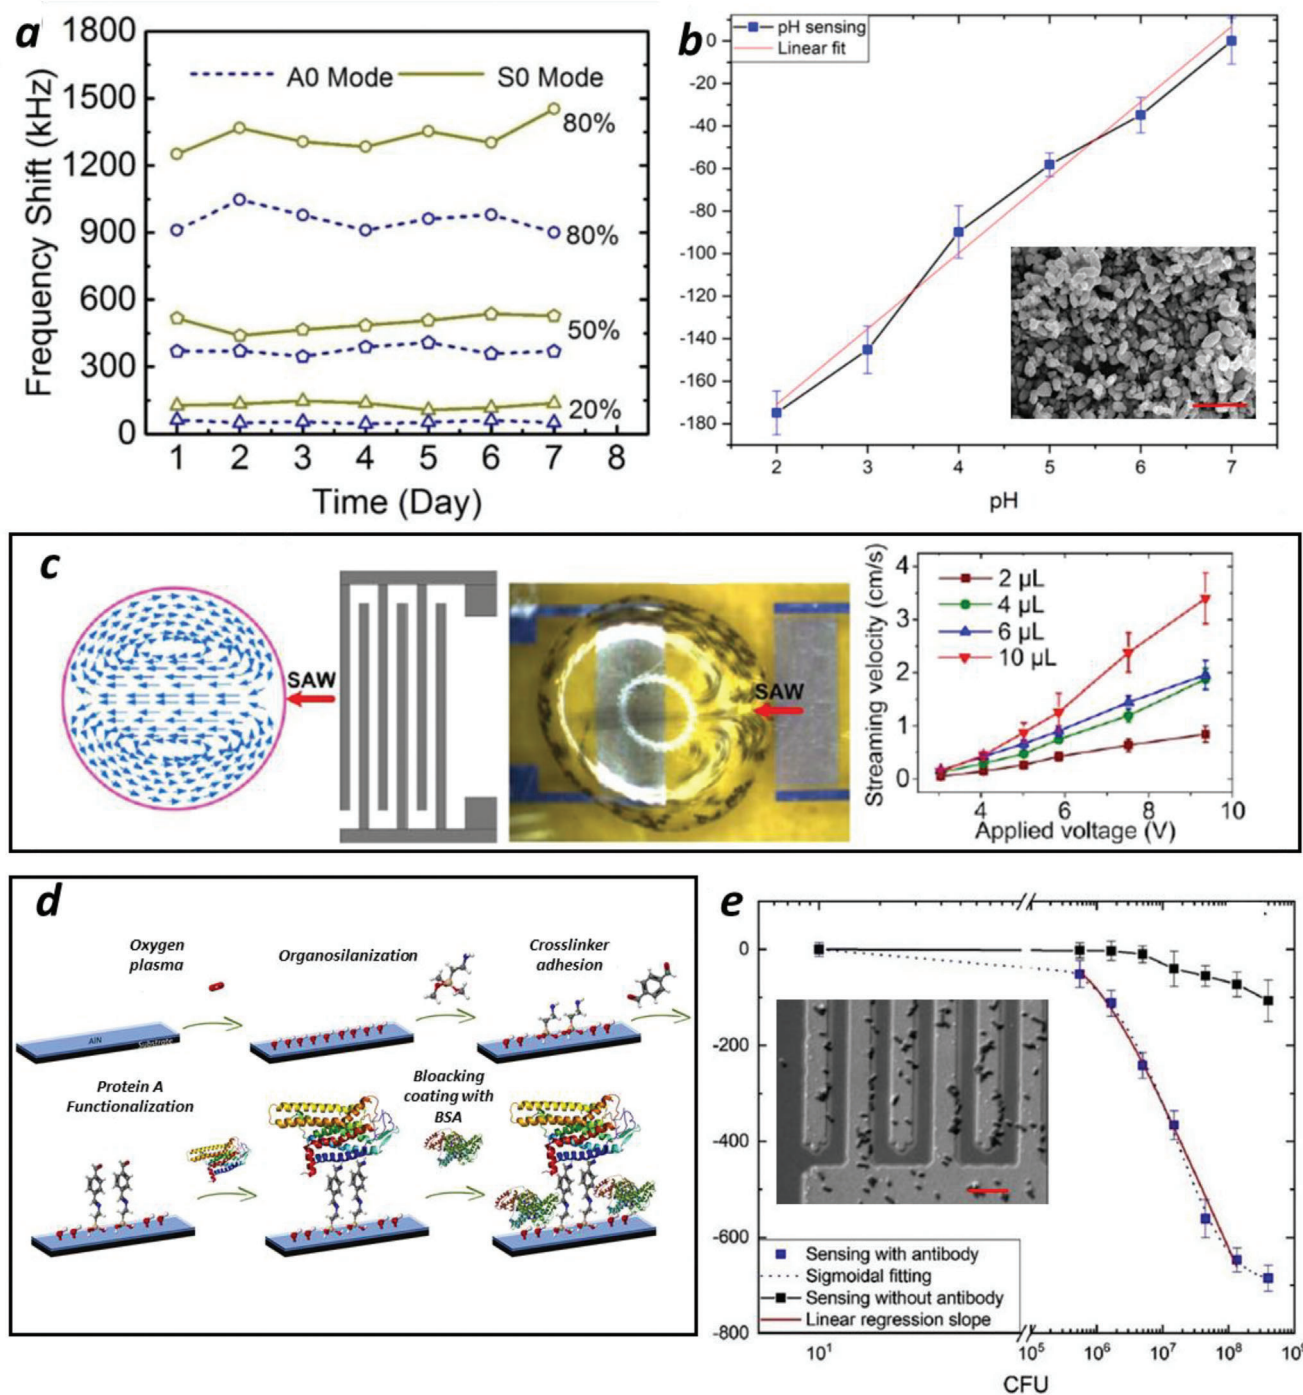 a
1800
1500
1200
900
600
300
0
Frequency Shift (kHz)
A0 Mode
S0 Mode
80%
80%
50%
20%
1 2 3 4 5 6 7 8
Time (Day)
b
pH sensing
Linear fit
0
-20
-40
-60
-80
-100
-120
-140
-160
-180
2 3 4 5 6 7
pH
c
SAW
SAW
Streaming velocity (cm/s)
4
3
2
1
0
2 µL
4 µL
6 µL
10 µL
2 4 6 8 10
Applied voltage (V)
d
Oxygen
plasma
Organosilanization
Crosslinker
adhesion
AlN
Substrate
Protein A
Functionalization
Bloacking
coating with
BSA
e
0
-200
-400
-600
-800
Sensing with antibody
Sigmoidal fitting
Sensing without antibody
Linear regression slope
10¹ 10⁵ 10⁶ 10⁷ 10⁸
CFU